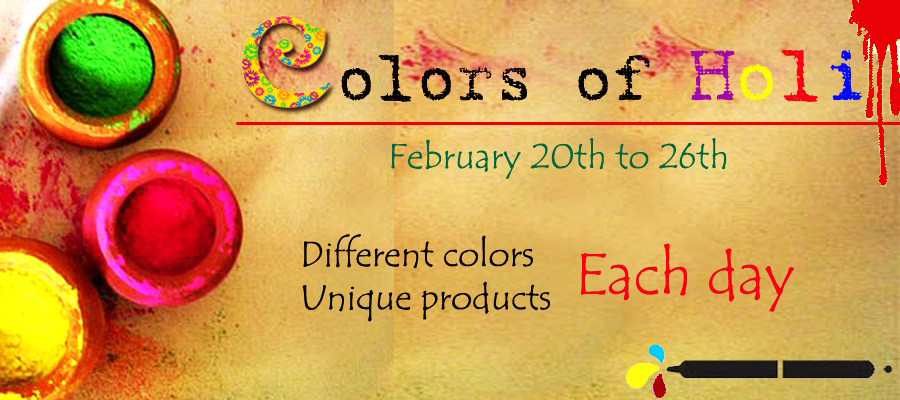 Colors of Holi
February 20th to 26th
Different colors
Unique products
Each day